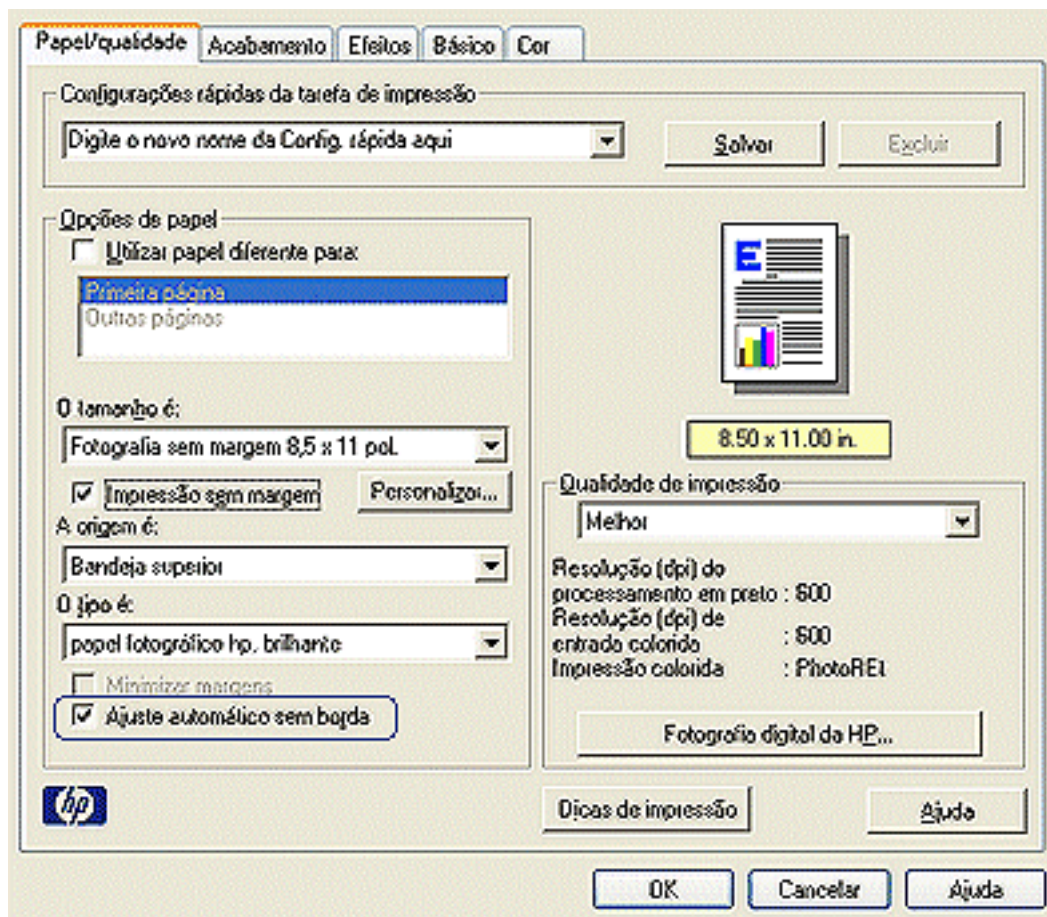 Papel/qualidade Acabamento Efeitos Básico Cor
Configurações rápidas da tarefa de impressão
Digite o novo nome da Config. rápida aqui Salvar Excluir
Opções de papel
Utilizar papel diferente para:
Primeira página
Outras páginas
E
O tamanho é:
Fotografia sem margem 8,5 x 11 pol.
8.50 x 11.00 in.
Impressão sem margem Personalizar...
A origem é:
Bandeja superior
O tipo é:
papel fotográfico hp, brilhante
Minimizar margens
Ajuste automático sem borda
Qualidade de impressão
Melhor
Resolução (dpi) do
processamento em preto : 600
Resolução (dpi) de
entrada colorida : 600
Impressão colorida : PhotoREt
Fotografia digital da HP...
hp
Dicas de impressão Ajuda
OK Cancelar Ajuda